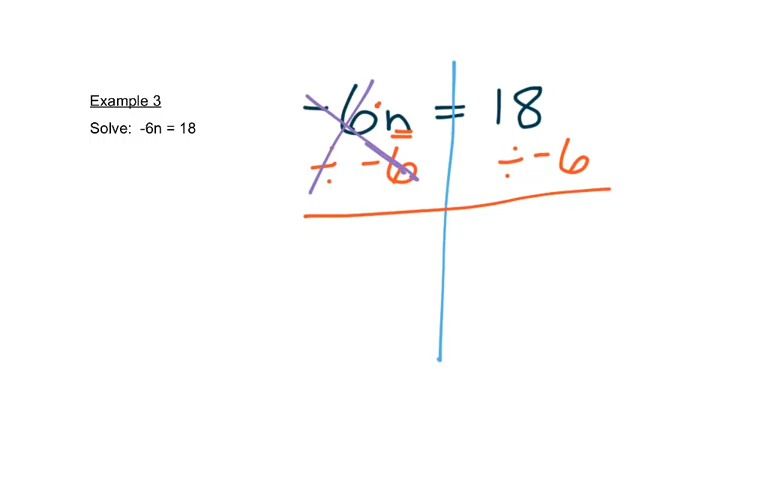 Example 3
Solve: -6n = 18
-6n = 18
÷ -6 ÷ -6